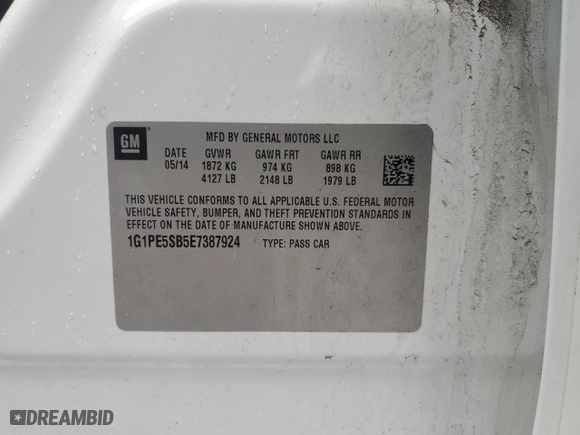 GM
MFD BY GENERAL MOTORS LLC
DATE GVWR GAWR FRT GAWR RR
05/14 1872 KG 974 KG 898 KG
4127 LB 2148 LB 1979 LB
THIS VEHICLE CONFORMS TO ALL APPLICABLE U.S. FEDERAL MOTOR
VEHICLE SAFETY, BUMPER, AND THEFT PREVENTION STANDARDS IN
EFFECT ON THE DATE OF MANUFACTURE SHOWN ABOVE.
1G1PE5SB5E7387924 TYPE: PASS CAR
DREAMBID